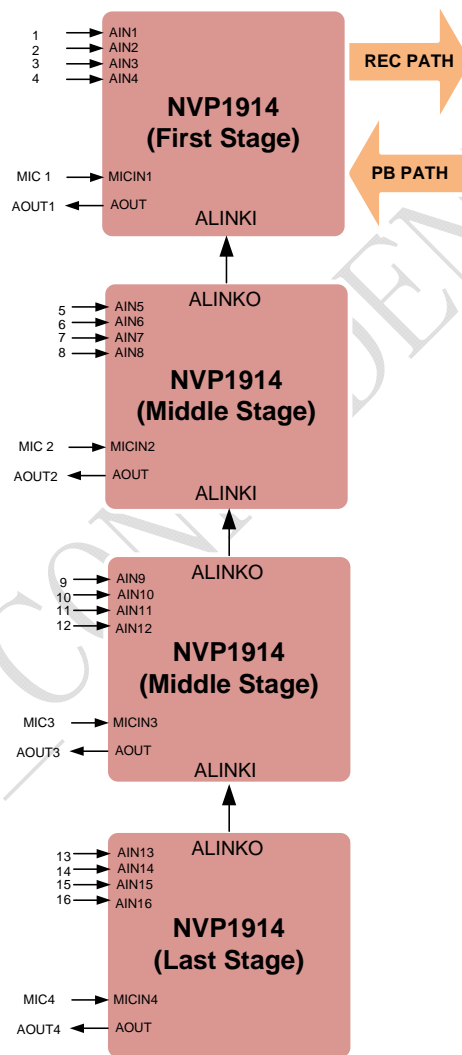 1 AIN1
2 AIN2
3 AIN3
4 AIN4
REC PATH
NVP1914
(First Stage)
PB PATH
MIC 1 MICIN1
AOUT1 AOUT
ALINKI
ALINKO
5 AIN5
6 AIN6
7 AIN7
8 AIN8
NVP1914
(Middle Stage)
MIC 2 MICIN2
AOUT2 AOUT
ALINKI
ALINKO
9 AIN9
10 AIN10
11 AIN11
12 AIN12
NVP1914
(Middle Stage)
MIC3 MICIN3
AOUT3 AOUT
ALINKI
ALINKO
13 AIN13
14 AIN14
15 AIN15
16 AIN16
NVP1914
(Last Stage)
MIC4 MICIN4
AOUT4 AOUT